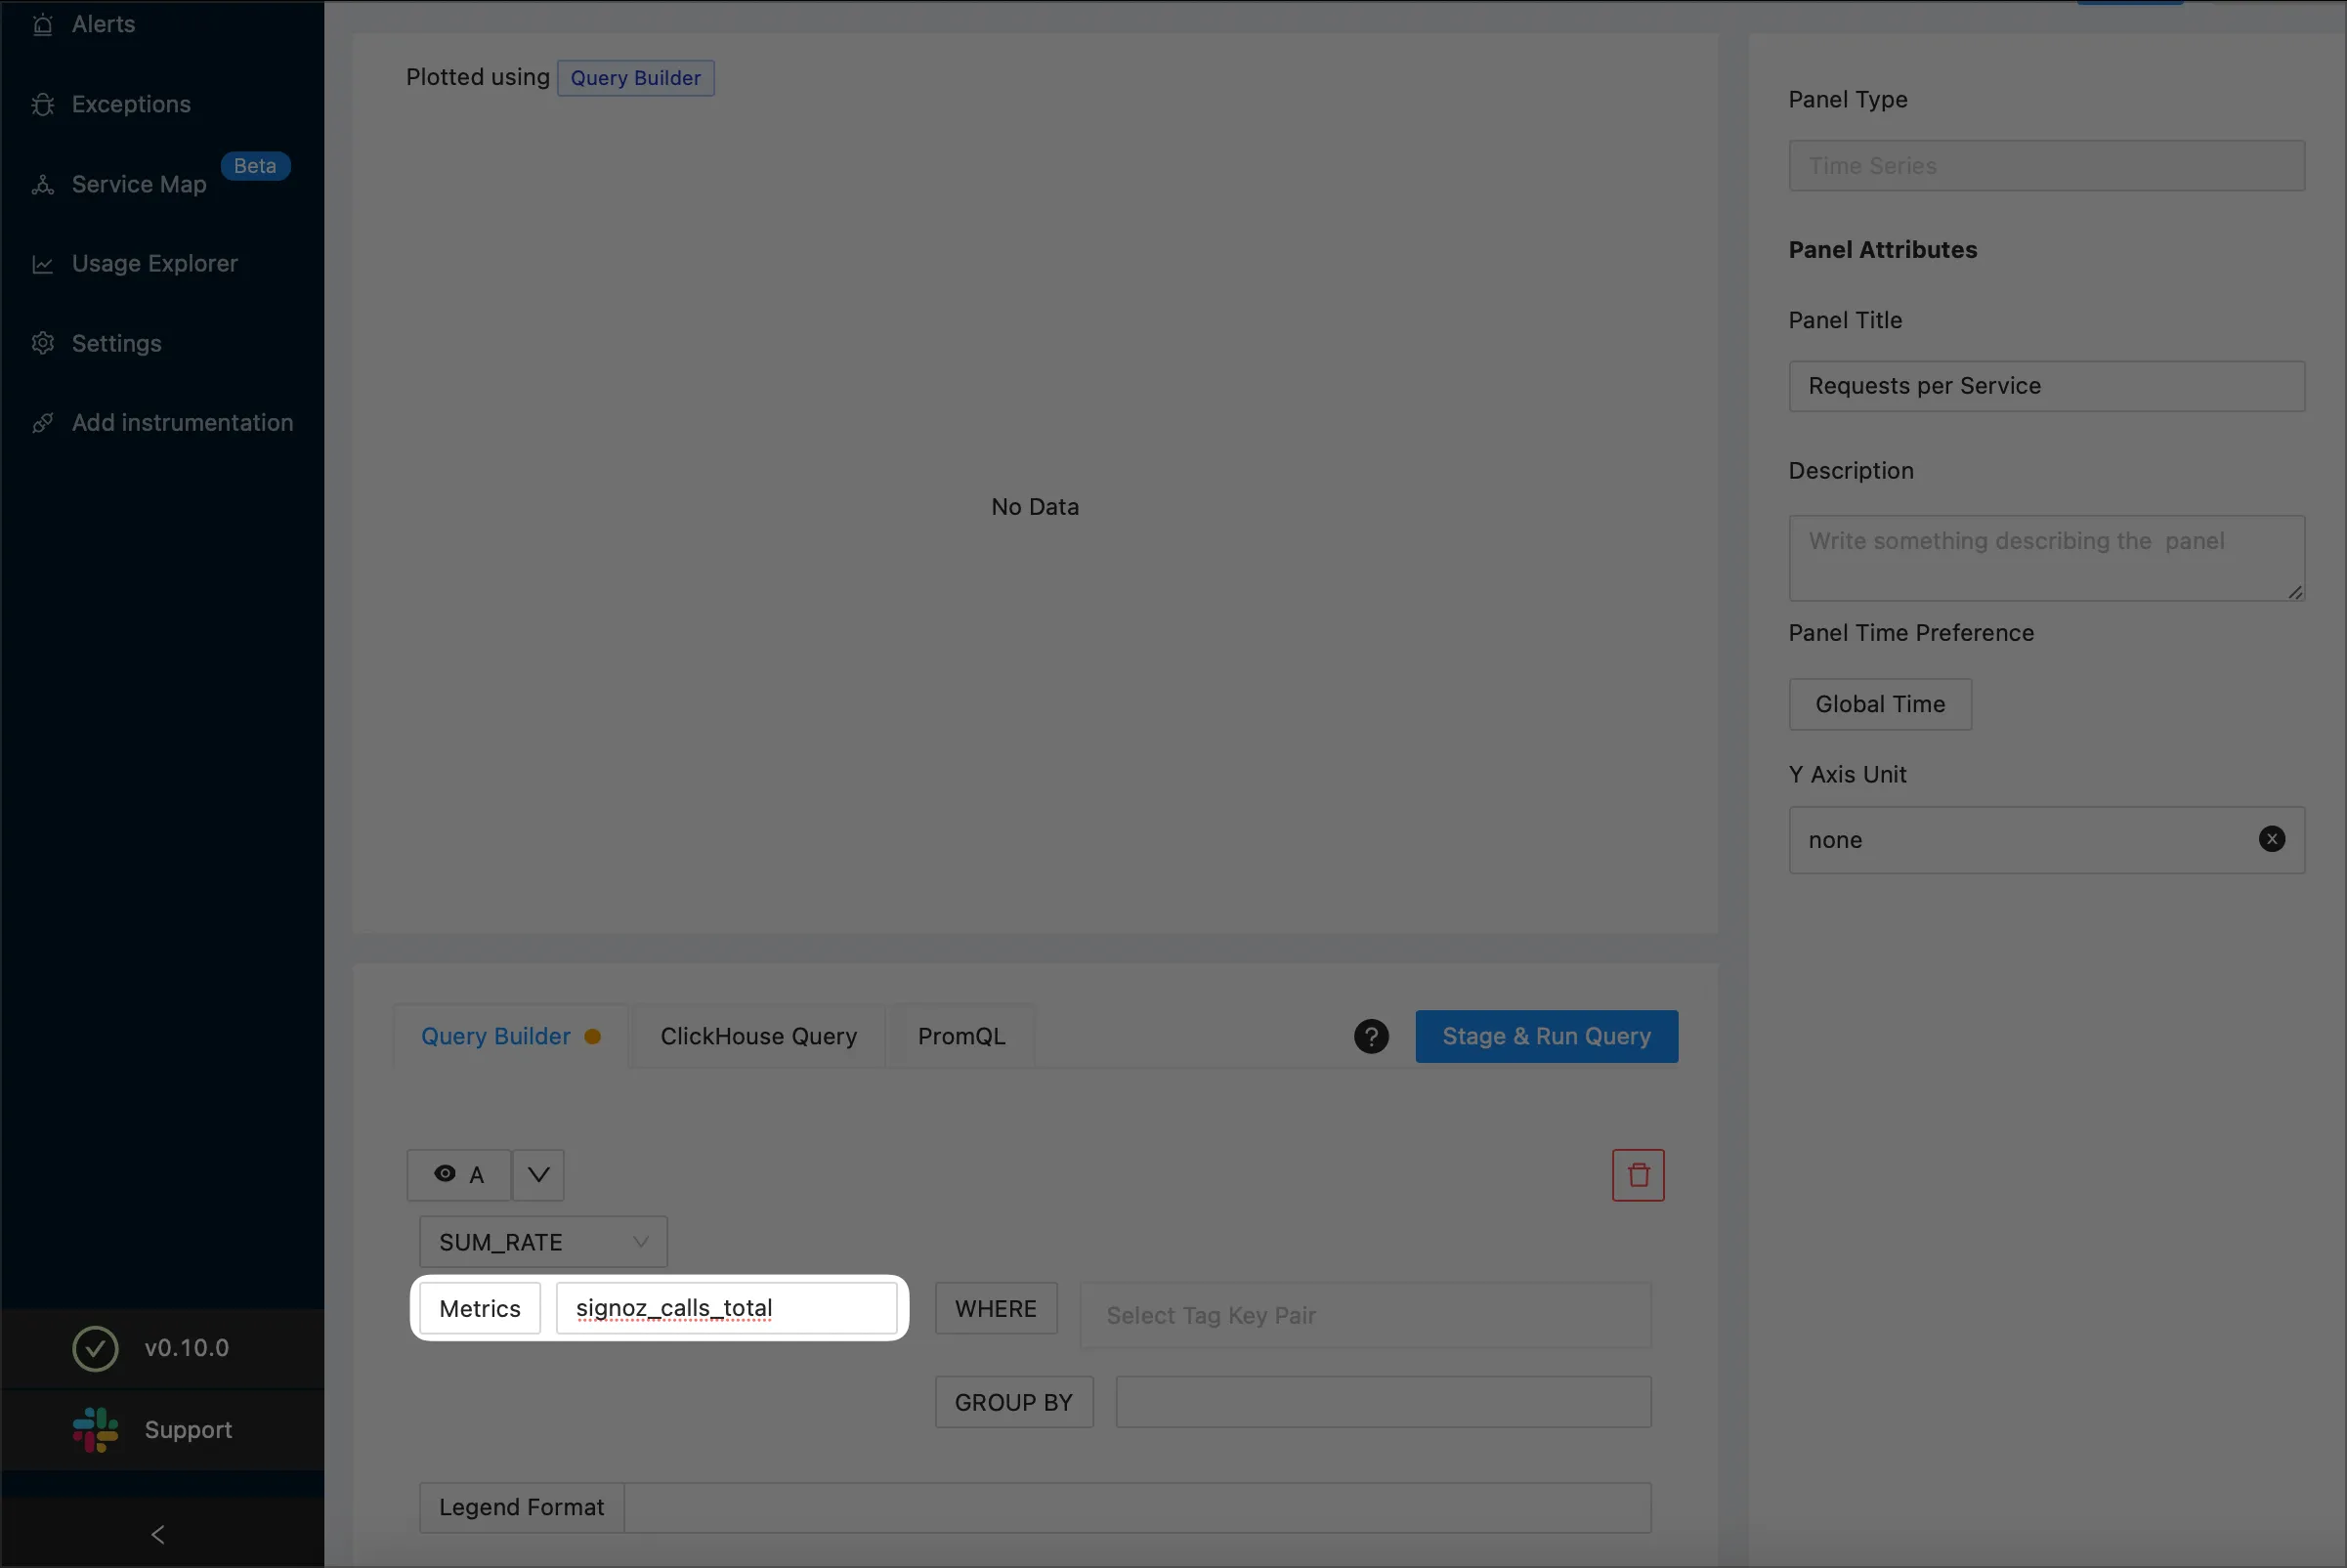 Alerts
Exceptions
Service Map
Beta
Usage Explorer
Settings
Add instrumentation
v0.10.0
Support
Plotted using Query Builder
No Data
Query Builder
ClickHouse Query
PromQL
?
Stage & Run Query
A
SUM_RATE
Metrics
signoz_calls_total
WHERE
Select Tag Key Pair
GROUP BY
Legend Format
Panel Type
Time Series
Panel Attributes
Panel Title
Requests per Service
Description
Write something describing the  panel
Panel Time Preference
Global Time
Y Axis Unit
none